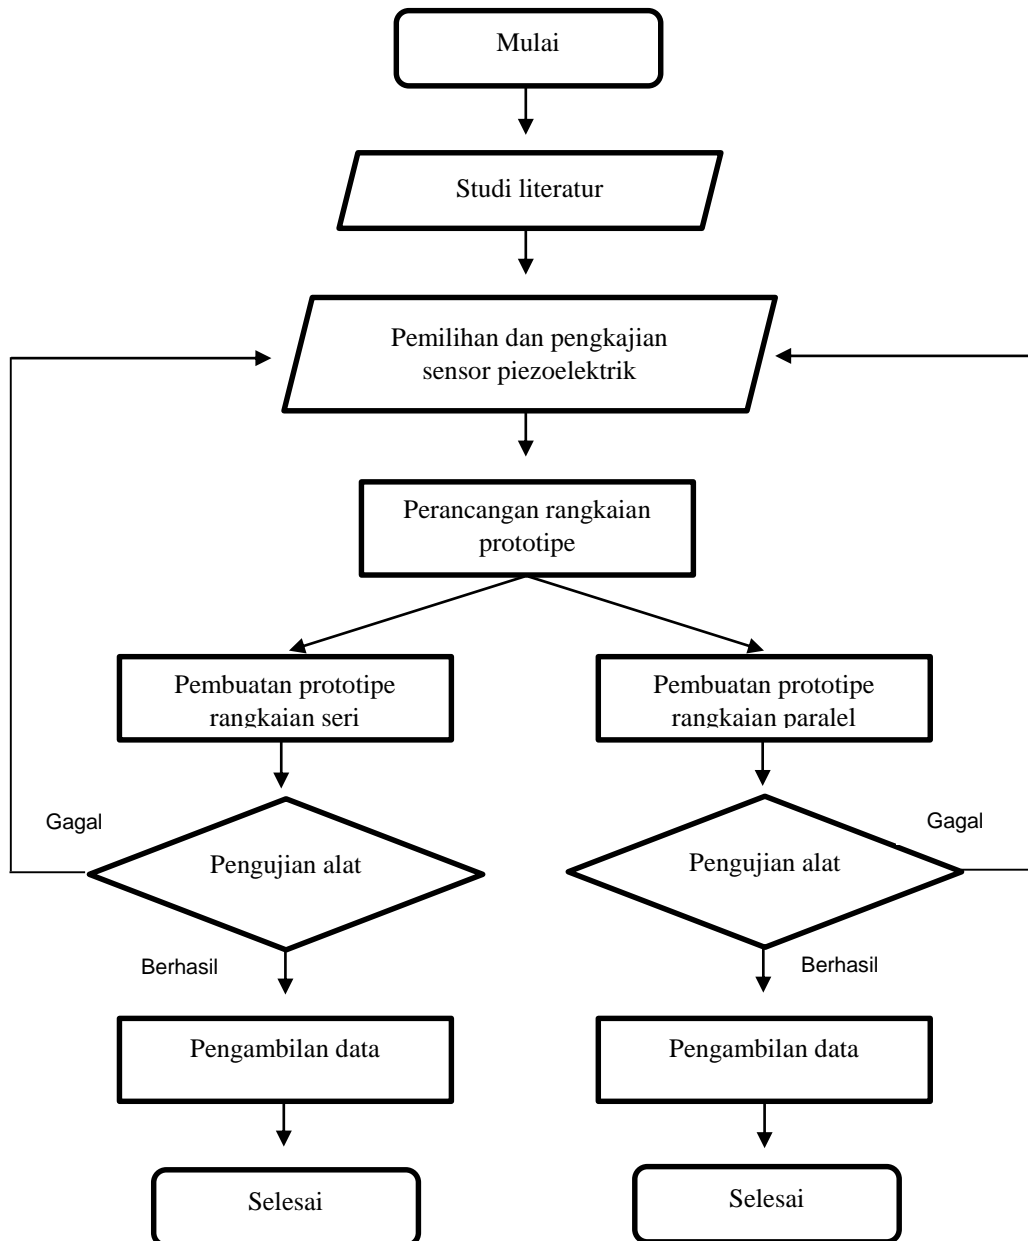 Mulai
Studi literatur
Pemilihan dan pengkajian
sensor piezoelektrik
Perancangan rangkaian
prototipe
Pembuatan prototipe
rangkaian seri
Pembuatan prototipe
rangkaian paralel
Gagal
Pengujian alat
Gagal
Pengujian alat
Berhasil
Berhasil
Pengambilan data
Pengambilan data
Selesai
Selesai